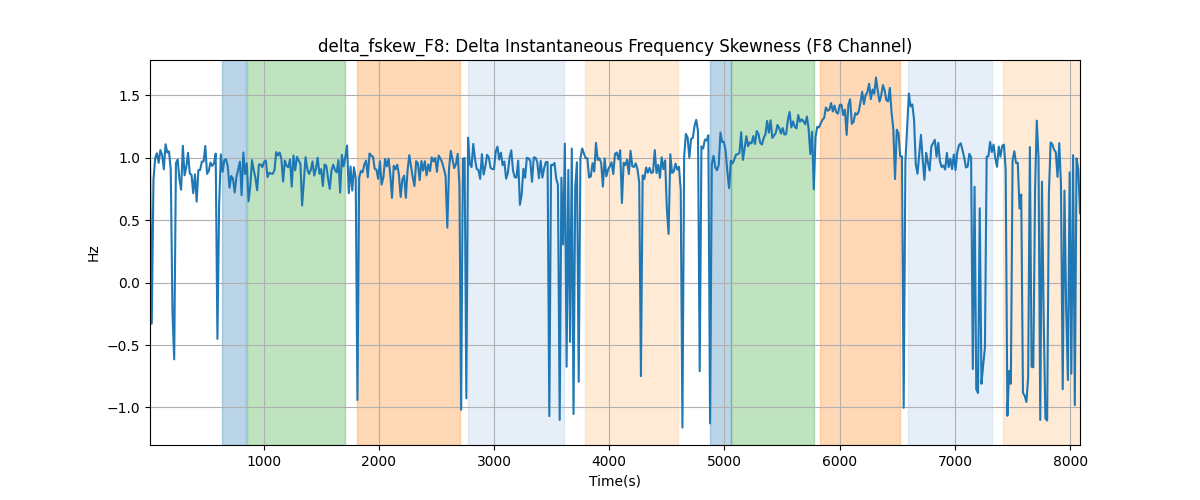 delta_fskew_F8: Delta Instantaneous Frequency Skewness (F8 Channel)
1.5
1.0
0.5
0.0
−0.5
−1.0
Hz
1000 2000 3000 4000 5000 6000 7000 8000
Time(s)